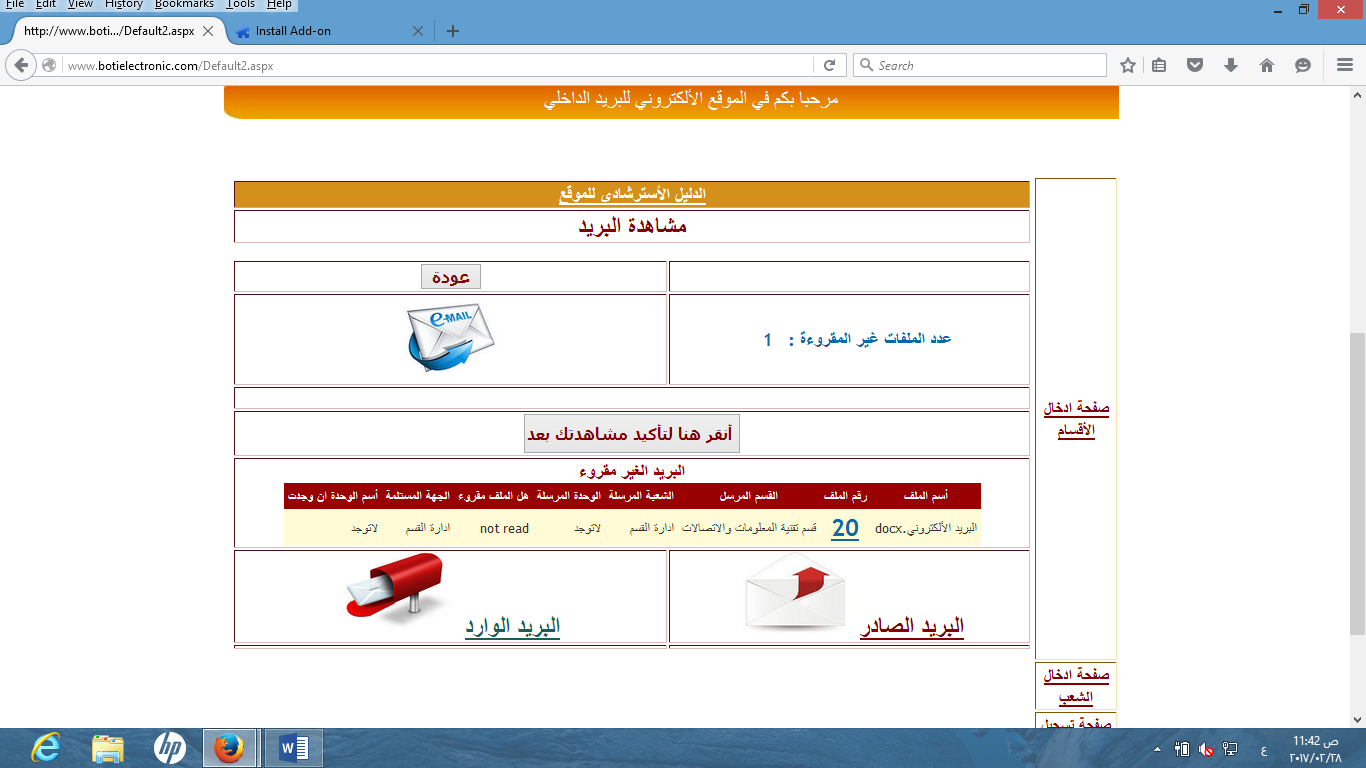 File Edit View History Bookmarks Tools Help
http://www.boti.../Default2.aspx
Install Add-on
www.botielectronic.com/Default2.aspx
Search
مرحبا بكم في الموقع الألكتروني للبريد الداخلي
الدليل الأسترشادى للموقع
مشاهدة البريد
عودة
E-MAIL
عدد الملفات غير المقروءة : 1
صفحة ادخال
الأقسام
أنقر هنا لتأكيد مشاهدتك بعد
البريد الغير مقروء
أسم الملف رقم الملف القسم المرسل الشعبة المرسلة الوحدة المرسلة هل الملف مقروء الجهة المستلمة أسم الوحدة ان وجدت
البريد الألكتروني.docx 20 قسم تقنية المعلومات والاتصالات ادارة القسم لاتوجد not read ادارة القسم لاتوجد
البريد الصادر
البريد الوارد
صفحة ادخال
الشعب
صفحة تسجيل
hp
ع
11:42 ص
٢٠١٧/٠٢/٢٨